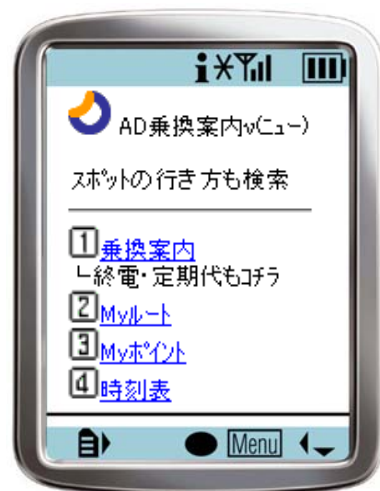 AD乗換案内ν(ニュー)
スポットの行き方も検索
1 乗換案内
└終電・定期代もコチラ
2 Myルート
3 Myポイント
4 時刻表
Menu